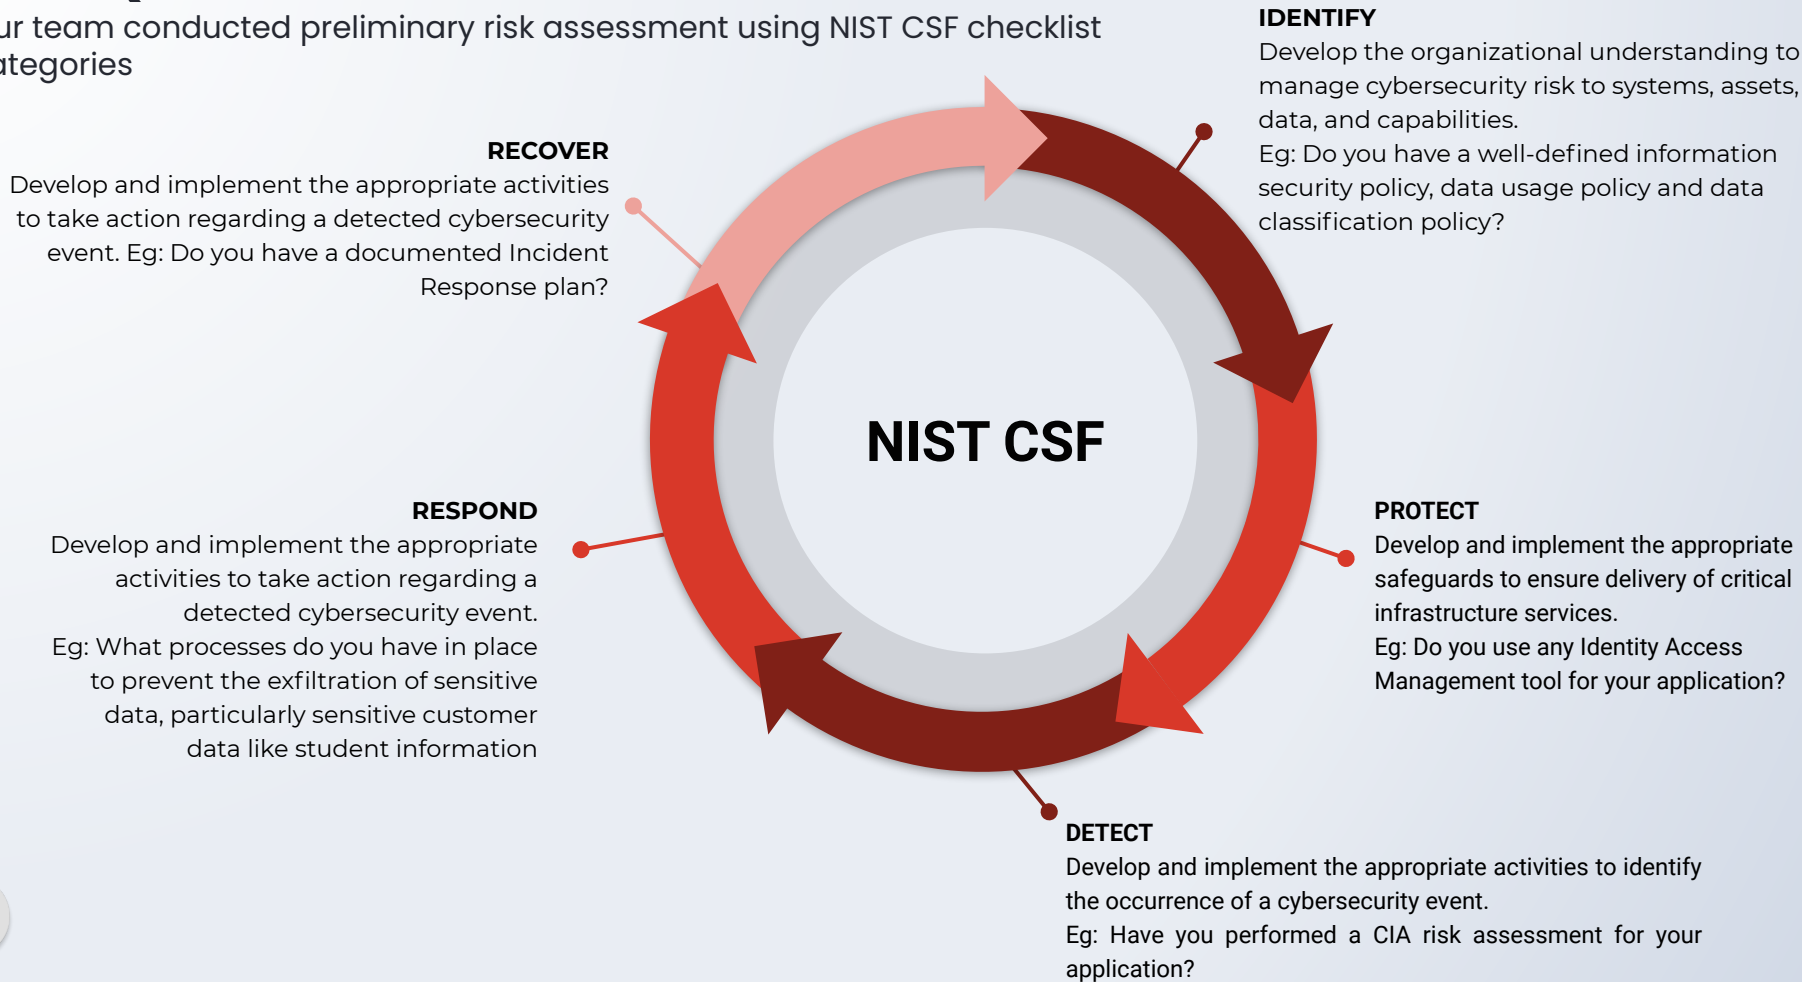 ur team conducted preliminary risk assessment using NIST CSF checklist
ategories
IDENTIFY
Develop the organizational understanding to
manage cybersecurity risk to systems, assets,
data, and capabilities.
Eg: Do you have a well-defined information
security policy, data usage policy and data
classification policy?
RECOVER
Develop and implement the appropriate activities
to take action regarding a detected cybersecurity
event. Eg: Do you have a documented Incident
Response plan?
NIST CSF
RESPOND
Develop and implement the appropriate
activities to take action regarding a
detected cybersecurity event.
Eg: What processes do you have in place
to prevent the exfiltration of sensitive
data, particularly sensitive customer
data like student information
PROTECT
Develop and implement the appropriate
safeguards to ensure delivery of critical
infrastructure services.
Eg: Do you use any Identity Access
Management tool for your application?
DETECT
Develop and implement the appropriate activities to identify
the occurrence of a cybersecurity event.
Eg: Have you performed a CIA risk assessment for your
application?